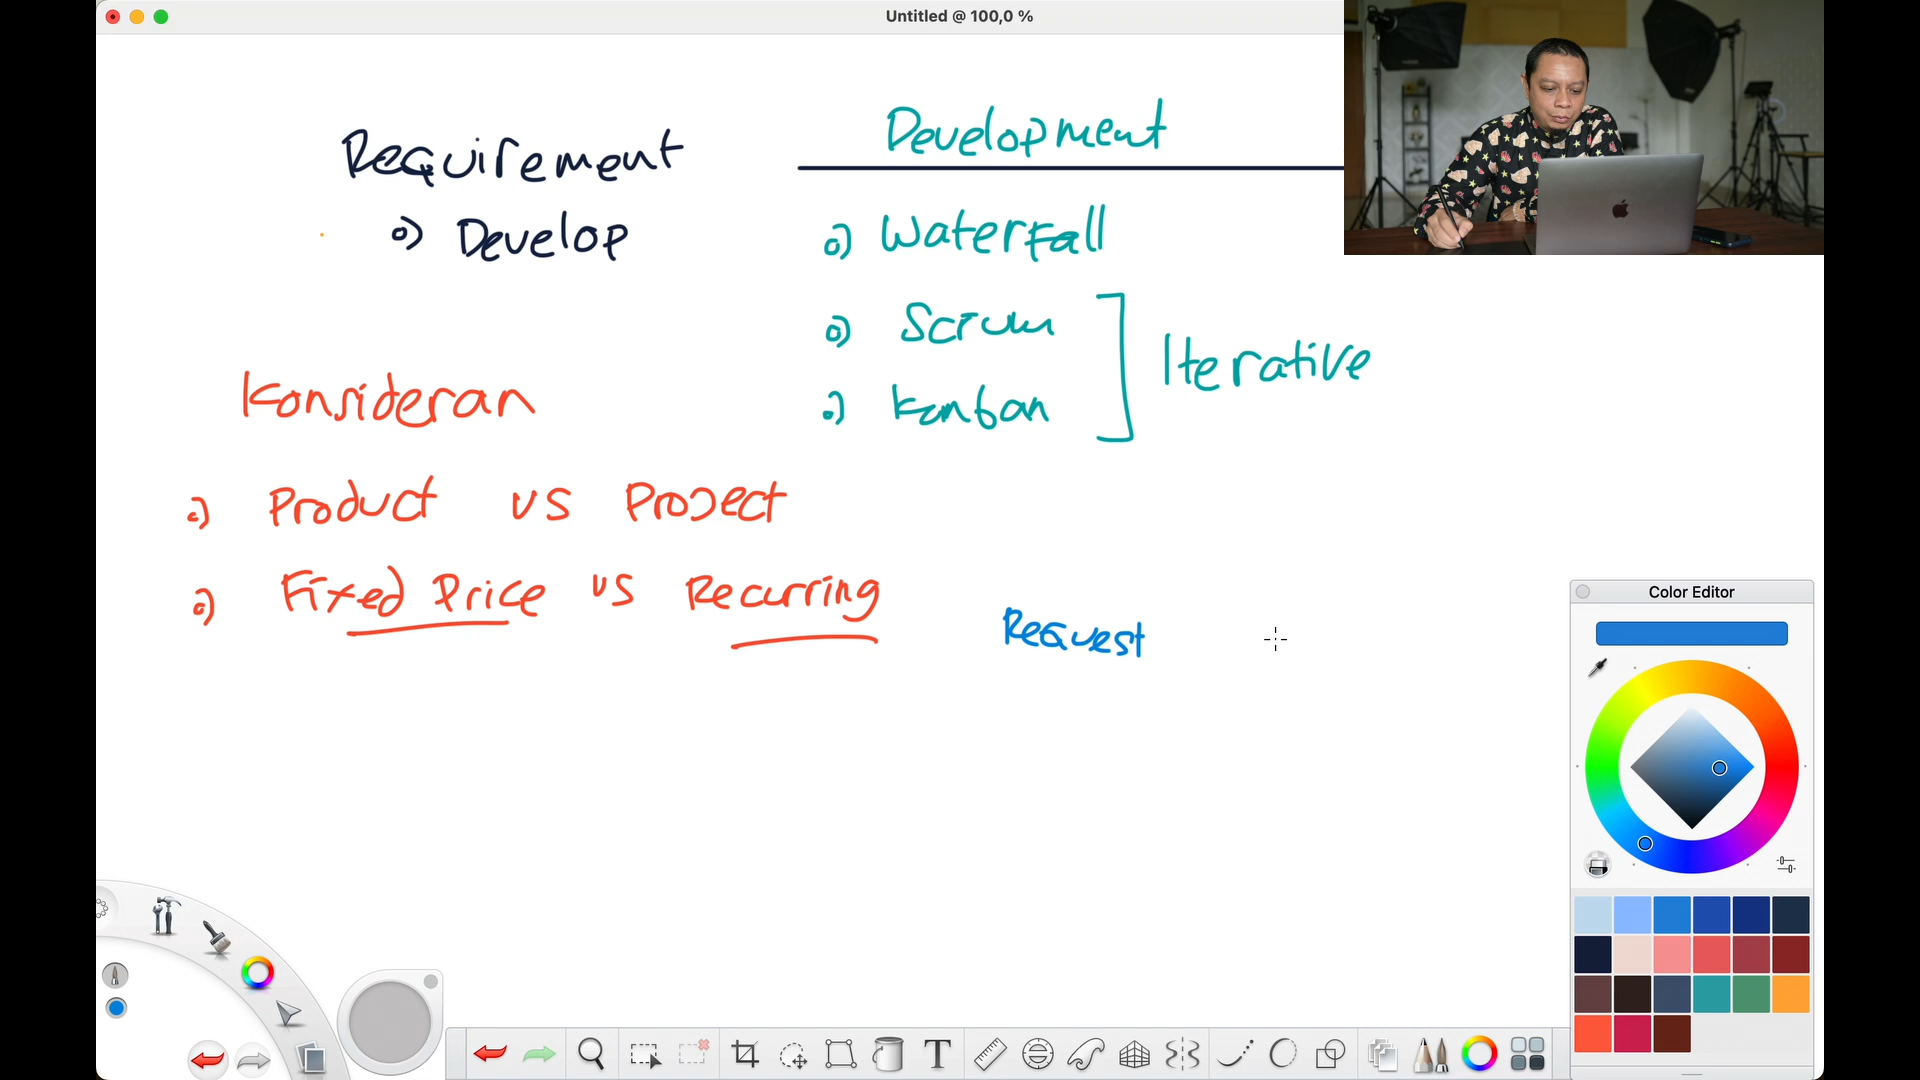 Untitled @ 100,0 %
Requirement
o) Develop
Development
o) Waterfall
o) Scrum
o) Kanban
Iterative
Konsideran
o) Product vs Project
o) Fixed Price vs Recurring
Request
Color Editor
T